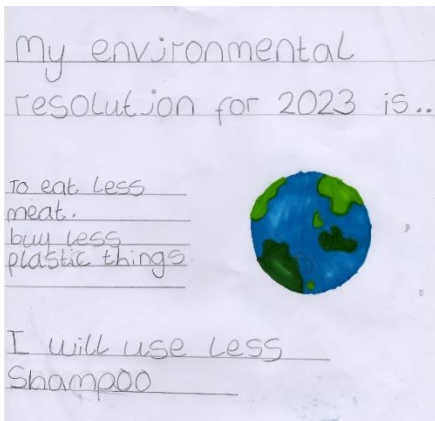 My environmental
resolution for 2023 is..
To eat less
meat.
buy less
plastic things
I will use less
Shampoo